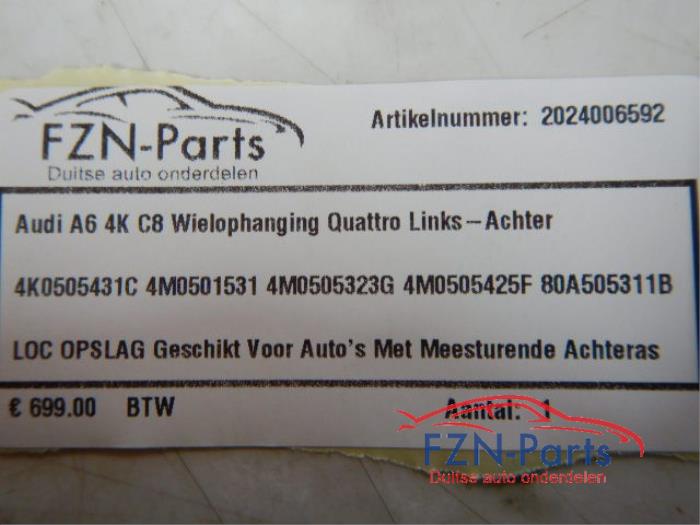 FZN-Parts
Duitse auto onderdelen
Artikelnummer: 2024006592
Audi A6 4K C8 Wielophanging Quattro Links-Achter
4K0505431C 4M0501531 4M0505323G 4M0505425F 80A505311B
LOC OPSLAG Geschikt Voor Auto's Met Meesturende Achteras
€ 699.00 BTW Aantal: 1
FZN-Parts
Duitse auto onderdelen